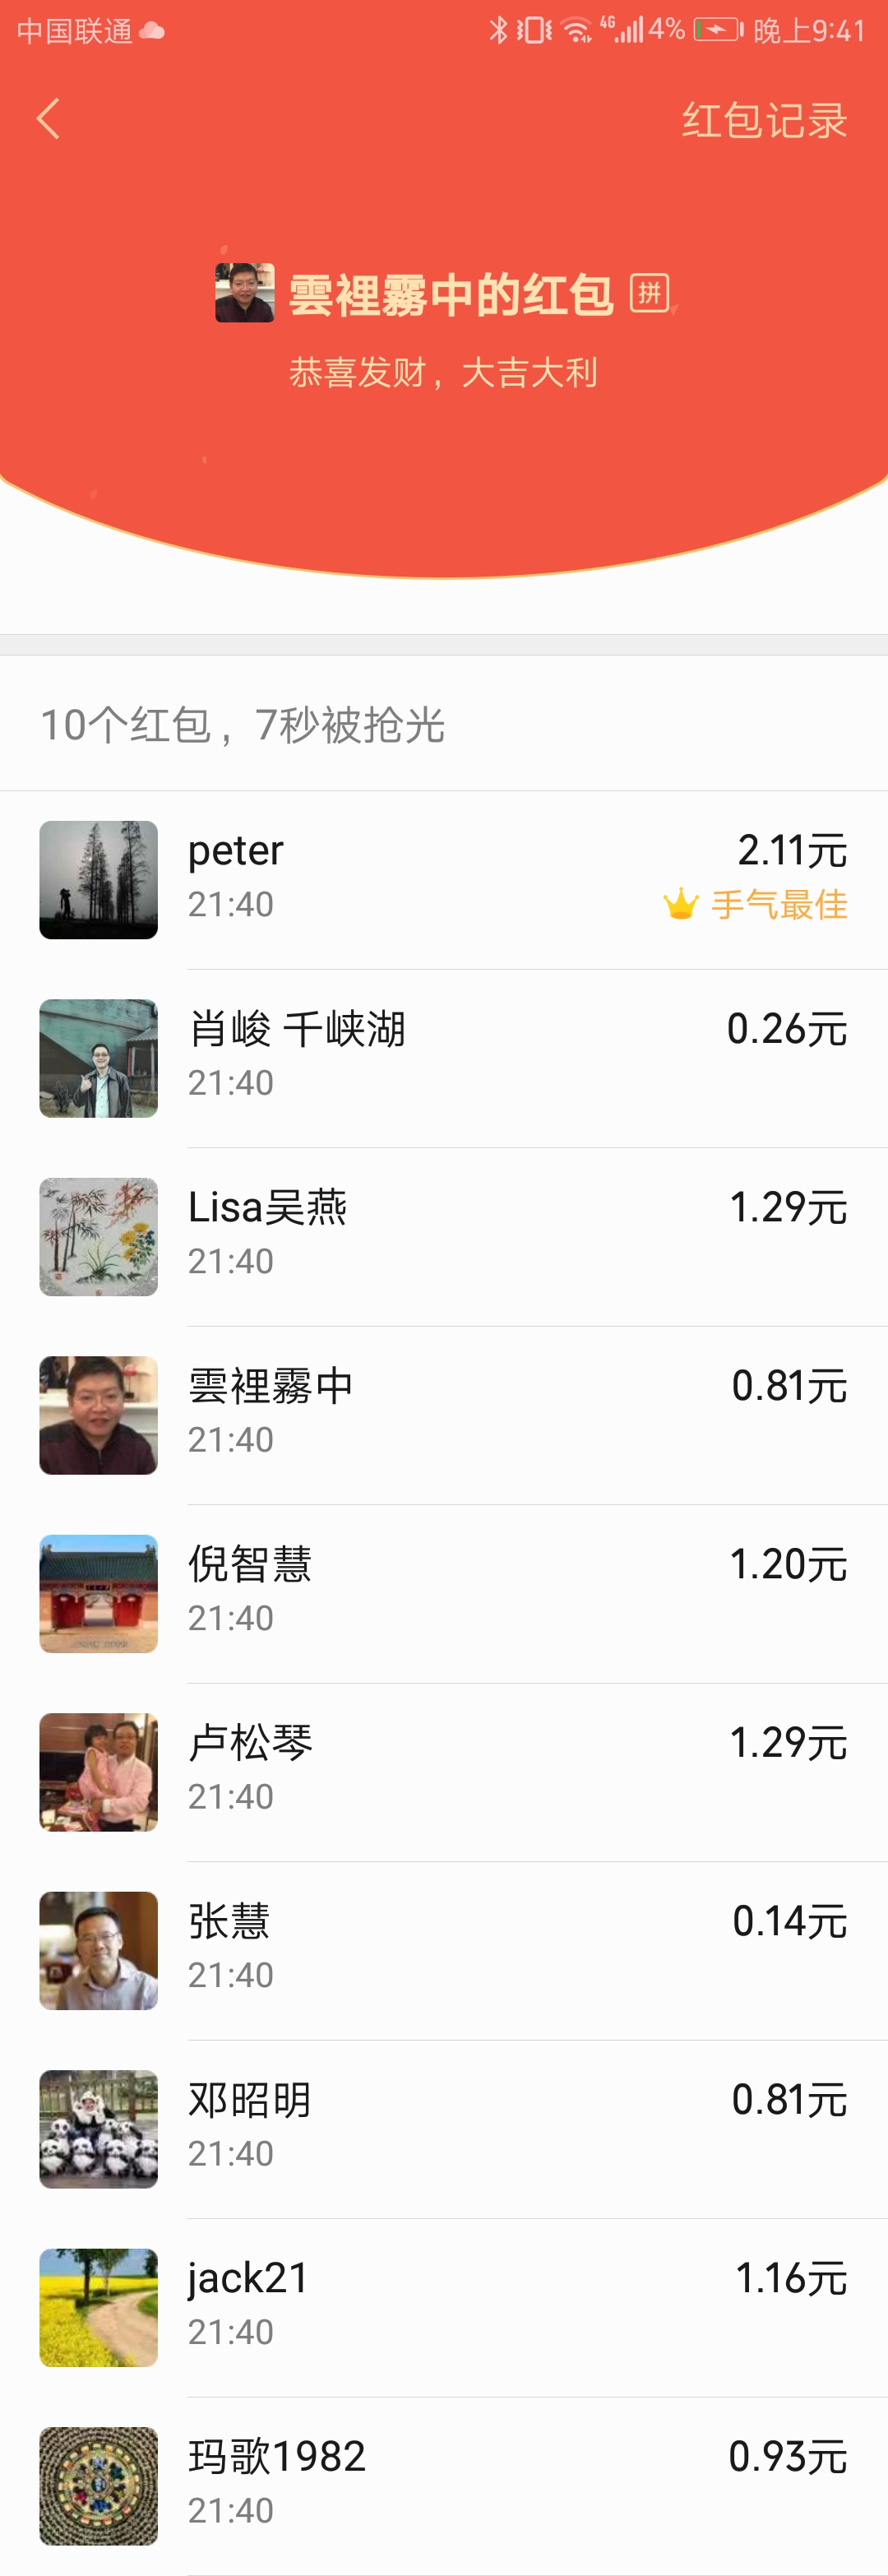 中国联通 4G 4% 晚上9:41
红包记录
雲裡霧中的红包 拼
恭喜发财，大吉大利
10个红包，7秒被抢光
peter 2.11元
21:40 手气最佳
肖峻 千峡湖 0.26元
21:40
Lisa吴燕 1.29元
21:40
雲裡霧中 0.81元
21:40
倪智慧 1.20元
21:40
卢松琴 1.29元
21:40
张慧 0.14元
21:40
邓昭明 0.81元
21:40
jack21 1.16元
21:40
玛歌1982 0.93元
21:40